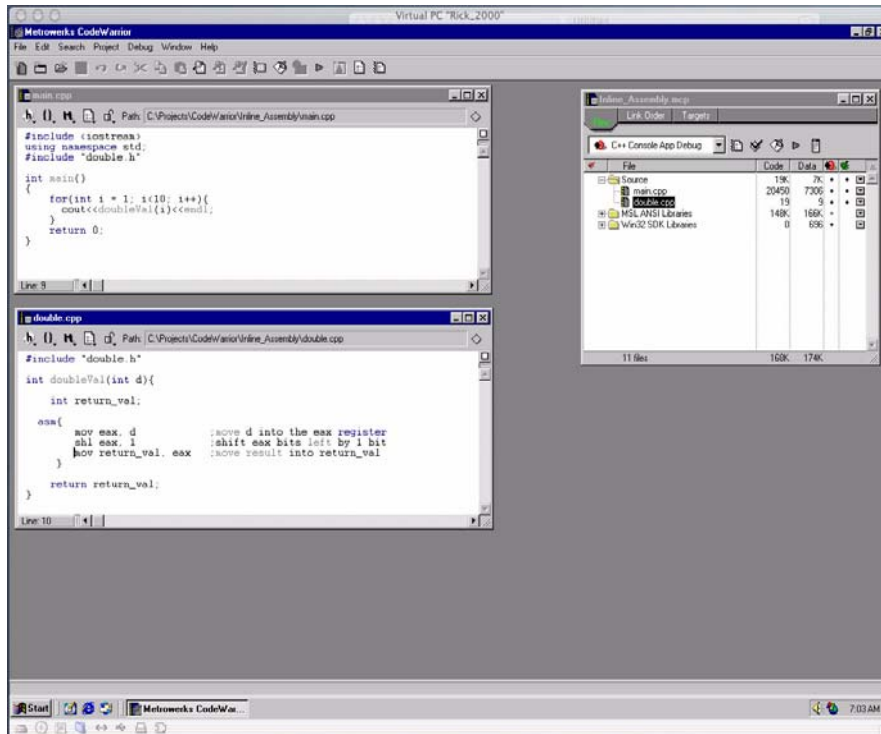 Virtual PC "Rick_2000"
Metrowerks CodeWarrior
File Edit Search Project Debug Window Help
main.cpp
Path: C:\Projects\CodeWarrior\Inline_Assembly\main.cpp
#include <iostream>
using namespace std;
#include "double.h"
int main()
{
for(int i = 1; i<10; i++){
cout<<doubleVal(i)<<endl;
}
return 0;
}
Line: 9
double.cpp
Path: C:\Projects\CodeWarrior\Inline_Assembly\double.cpp
#include "double.h"
int doubleVal(int d){
int return_val;
asm{
mov eax, d ;move d into the eax register
shl eax, 1 ;shift eax bits left by 1 bit
mov return_val, eax ;move result into return_val
}
return return_val;
}
Line: 10
Inline_Assembly.mcp
Files Link Order Targets
C++ Console App Debug
File Code Data
Source 19K 7K
main.cpp 20450 7306
double.cpp 19 9
MSL ANSI Libraries 148K 166K
Win32 SDK Libraries 0 696
11 files 168K 174K
Start Metrowerks CodeWar... 7:03 AM